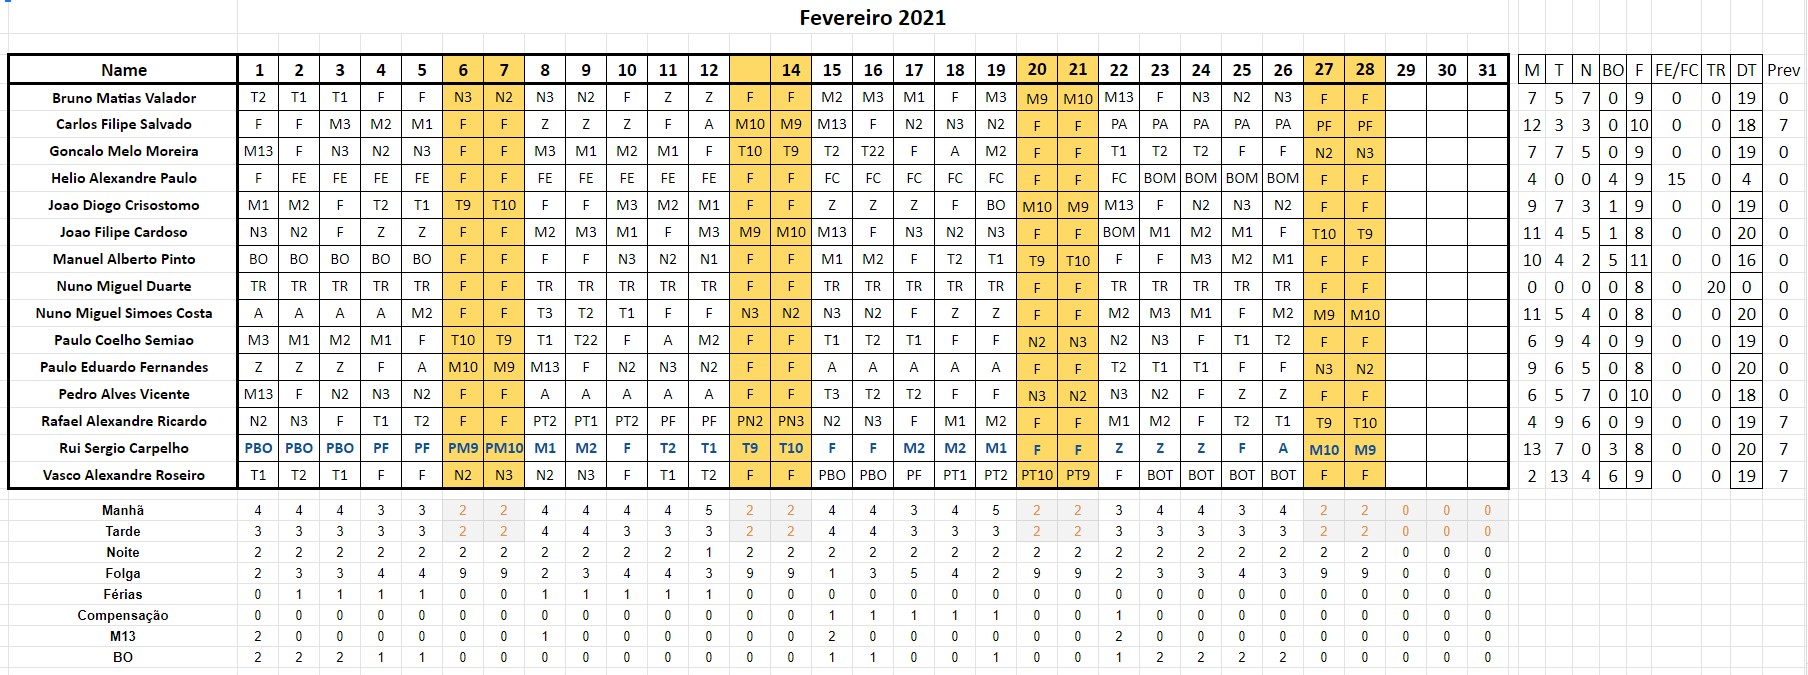 Fevereiro 2021
Name 1 2 3 4 5 6 7 8 9 10 11 12 14 15 16 17 18 19 20 21 22 23 24 25 26 27 28 29 30 31 M T N BO F FE/FC TR DT Prev
Bruno Matias Valador T2 T1 T1 F F N3 N2 N3 N2 F Z Z F F M2 M3 M1 F M3 M9 M10 M13 F N3 N2 N3 F F 7 5 7 0 9 0 0 19 0
Carlos Filipe Salvado F F M3 M2 M1 F F Z Z Z F A M10 M9 M13 F N2 N3 N2 F F PA PA PA PA PA PF PF 12 3 3 0 10 0 0 18 7
Goncalo Melo Moreira M13 F N3 N2 N3 F F M3 M1 M2 M1 F T10 T9 T2 T22 F A M2 F F T1 T2 T2 F F N2 N3 7 7 5 0 9 0 0 19 0
Helio Alexandre Paulo F FE FE FE FE F F FE FE FE FE FE F F FC FC FC FC FC F F FC BOM BOM BOM BOM F F 4 0 0 4 9 15 0 4 0
Joao Diogo Crisostomo M1 M2 F T2 T1 T9 T10 F F M3 M2 M1 F F Z Z Z F BO M10 M9 M13 F N2 N3 N2 F F 9 7 3 1 9 0 0 19 0
Joao Filipe Cardoso N3 N2 F Z Z F F M2 M3 M1 F M3 M9 M10 M13 F N3 N2 N3 F F BOM M1 M2 M1 F T10 T9 11 4 5 1 8 0 0 20 0
Manuel Alberto Pinto BO BO BO BO BO F F F F N3 N2 N1 F F M1 M2 F T2 T1 T9 T10 F F M3 M2 M1 F F 10 4 2 5 11 0 0 16 0
Nuno Miguel Duarte TR TR TR TR TR F F TR TR TR TR TR F F TR TR TR TR TR F F TR TR TR TR TR F F 0 0 0 0 8 0 20 0 0
Nuno Miguel Simoes Costa A A A A M2 F F T3 T2 T1 F F N3 N2 N3 N2 F Z Z F F M2 M3 M1 F M2 M9 M10 11 5 4 0 8 0 0 20 0
Paulo Coelho Semiao M3 M1 M2 M1 F T10 T9 T1 T22 F A M2 F F T1 T2 T1 F F N2 N3 N2 N3 F T1 T2 F F 6 9 4 0 9 0 0 19 0
Paulo Eduardo Fernandes Z Z Z F A M10 M9 M13 F N2 N3 N2 F F A A A A A F F T2 T1 T1 F F N3 N2 9 6 5 0 8 0 0 20 0
Pedro Alves Vicente M13 F N2 N3 N2 F F A A A A A F F T3 T2 T2 F F N3 N2 N3 N2 F Z Z F F 6 5 7 0 10 0 0 18 0
Rafael Alexandre Ricardo N2 N3 F T1 T2 F F PT2 PT1 PT2 PF PF PN2 PN3 N2 N3 F M1 M2 F F M1 M2 F T2 T1 T9 T10 4 9 6 0 9 0 0 19 7
Rui Sergio Carpelho PBO PBO PBO PF PF PM9 PM10 M1 M2 F T2 T1 T9 T10 F F M2 M2 M1 F F Z Z Z F A M10 M9 13 7 0 3 8 0 0 20 7
Vasco Alexandre Roseiro T1 T2 T1 F F N2 N3 N2 N3 F T1 T2 F F PBO PBO PF PT1 PT2 PT10 PT9 F BOT BOT BOT BOT F F 2 13 4 6 9 0 0 19 7
Manhã 4 4 4 3 3 2 2 4 4 4 4 5 2 2 4 4 3 4 5 2 2 3 4 4 3 4 2 2 0 0 0
Tarde 3 3 3 3 3 2 2 4 4 3 3 3 2 2 4 4 3 3 3 2 2 3 3 3 3 3 2 2 0 0 0
Noite 2 2 2 2 2 2 2 2 2 2 2 1 2 2 2 2 2 2 2 2 2 2 2 2 2 2 2 2 0 0 0
Folga 2 3 3 4 4 9 9 2 3 4 4 3 9 9 1 3 5 4 2 9 9 2 3 3 4 3 9 9 0 0 0
Férias 0 1 1 1 1 0 0 1 1 1 1 1 0 0 0 0 0 0 0 0 0 0 0 0 0 0 0 0 0 0 0
Compensação 0 0 0 0 0 0 0 0 0 0 0 0 0 0 1 1 1 1 1 0 0 1 0 0 0 0 0 0 0 0 0
M13 2 0 0 0 0 0 0 1 0 0 0 0 0 0 2 0 0 0 0 0 0 2 0 0 0 0 0 0 0 0 0
BO 2 2 2 1 1 0 0 0 0 0 0 0 0 0 1 1 0 0 1 0 0 1 2 2 2 2 0 0 0 0 0